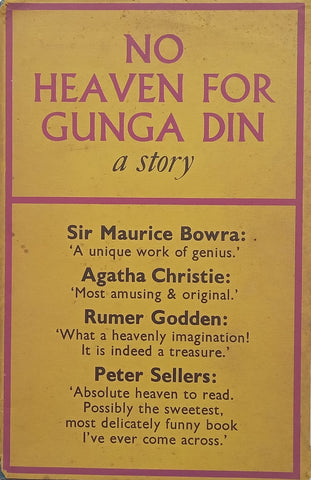 NO
HEAVEN FOR
GUNGA DIN
a story
Sir Maurice Bowra:
‘A unique work of genius.’
Agatha Christie:
‘Most amusing & original.’
Rumer Godden:
‘What a heavenly imagination!
It is indeed a treasure.’
Peter Sellers:
‘Absolute heaven to read.
Possibly the sweetest,
most delicately funny book
I’ve ever come across.’